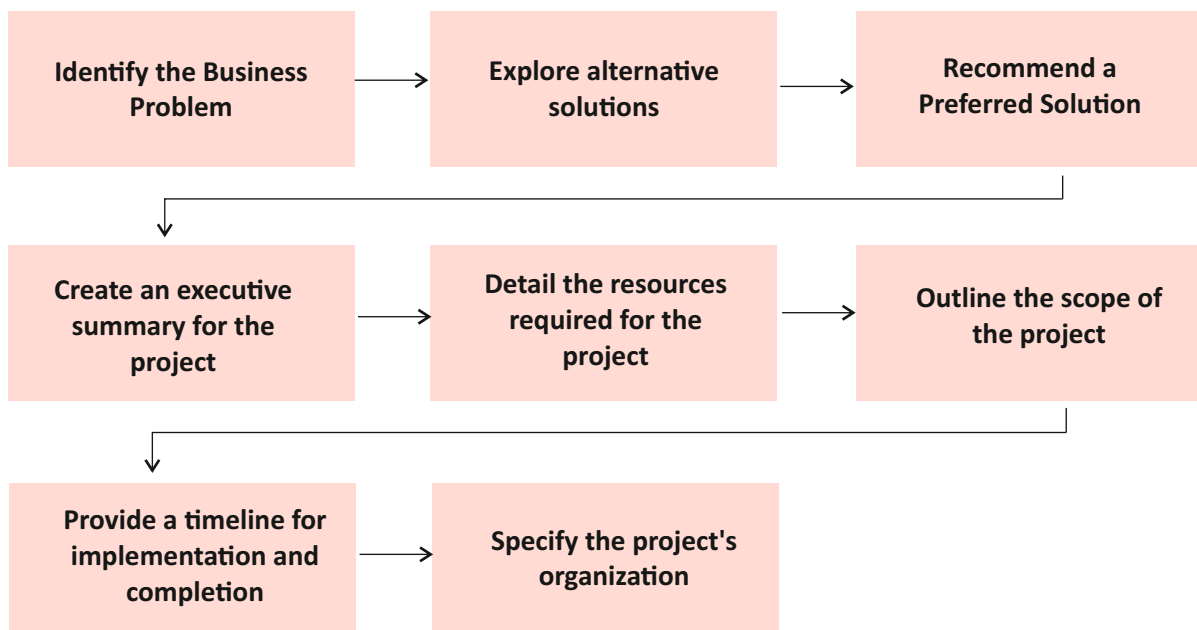 Identify the Business
Problem
Explore alternative
solutions
Recommend a
Preferred Solution
Create an executive
summary for the
project
Detail the resources
required for the
project
Outline the scope of
the project
Provide a timeline for
implementation and
completion
Specify the project's
organization